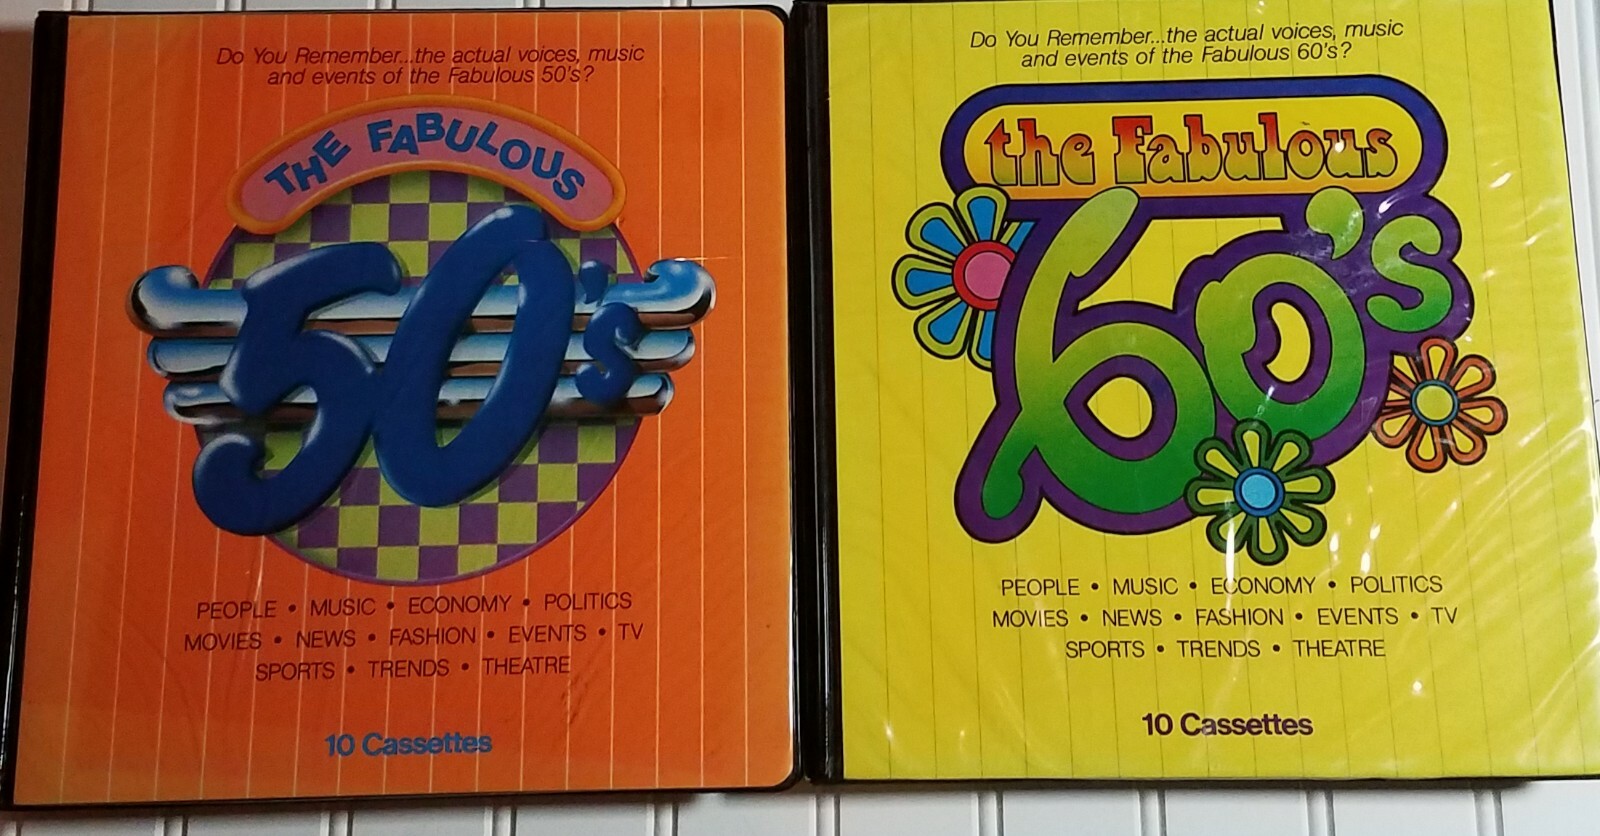 Do You Remember...the actual voices, music
and events of the Fabulous 50's?
THE FABULOUS
50's
PEOPLE • MUSIC • ECONOMY • POLITICS
MOVIES • NEWS • FASHION • EVENTS • TV
SPORTS • TRENDS • THEATRE
10 Cassettes
Do You Remember...the actual voices, music
and events of the Fabulous 60's?
the Fabulous
60's
PEOPLE • MUSIC • ECONOMY • POLITICS
MOVIES • NEWS • FASHION • EVENTS • TV
SPORTS • TRENDS • THEATRE
10 Cassettes